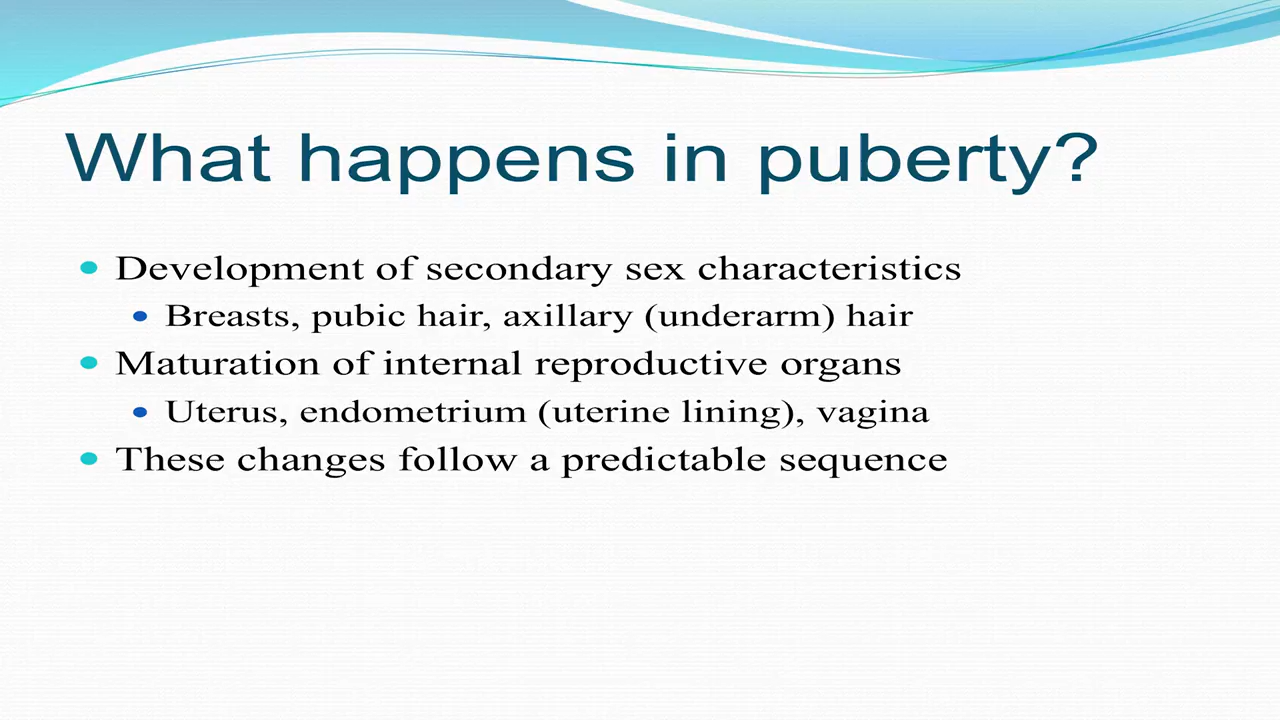 What happens in puberty?
Development of secondary sex characteristics
Breasts, pubic hair, axillary (underarm) hair
Maturation of internal reproductive organs
Uterus, endometrium (uterine lining), vagina
These changes follow a predictable sequence